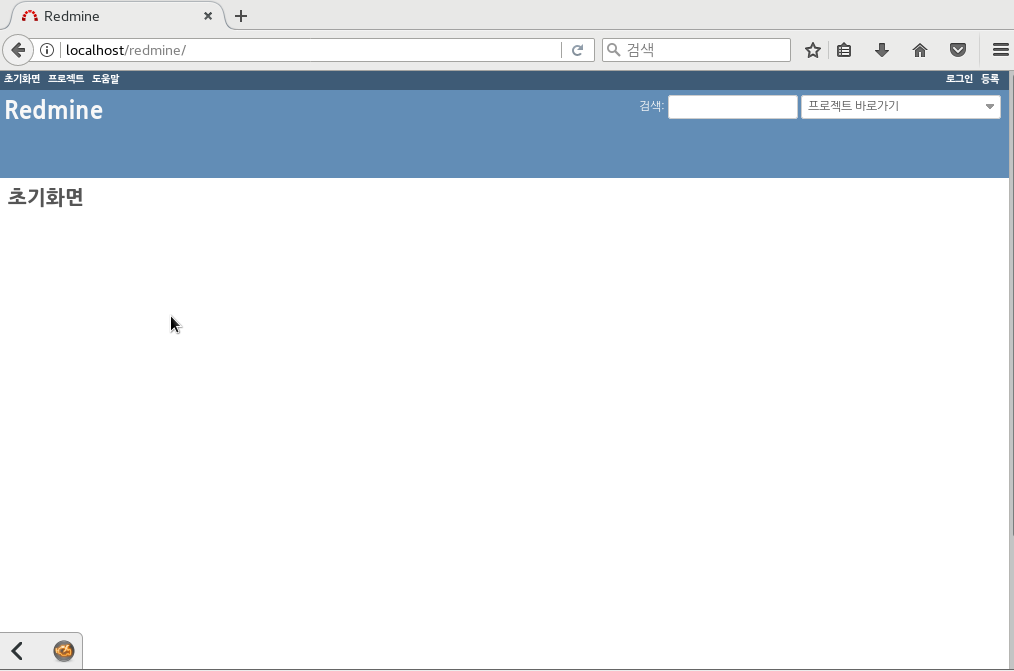 Redmine
localhost/redmine/
검색
초기화면 프로젝트 도움말
로그인 등록
Redmine
검색:
프로젝트 바로가기
초기화면